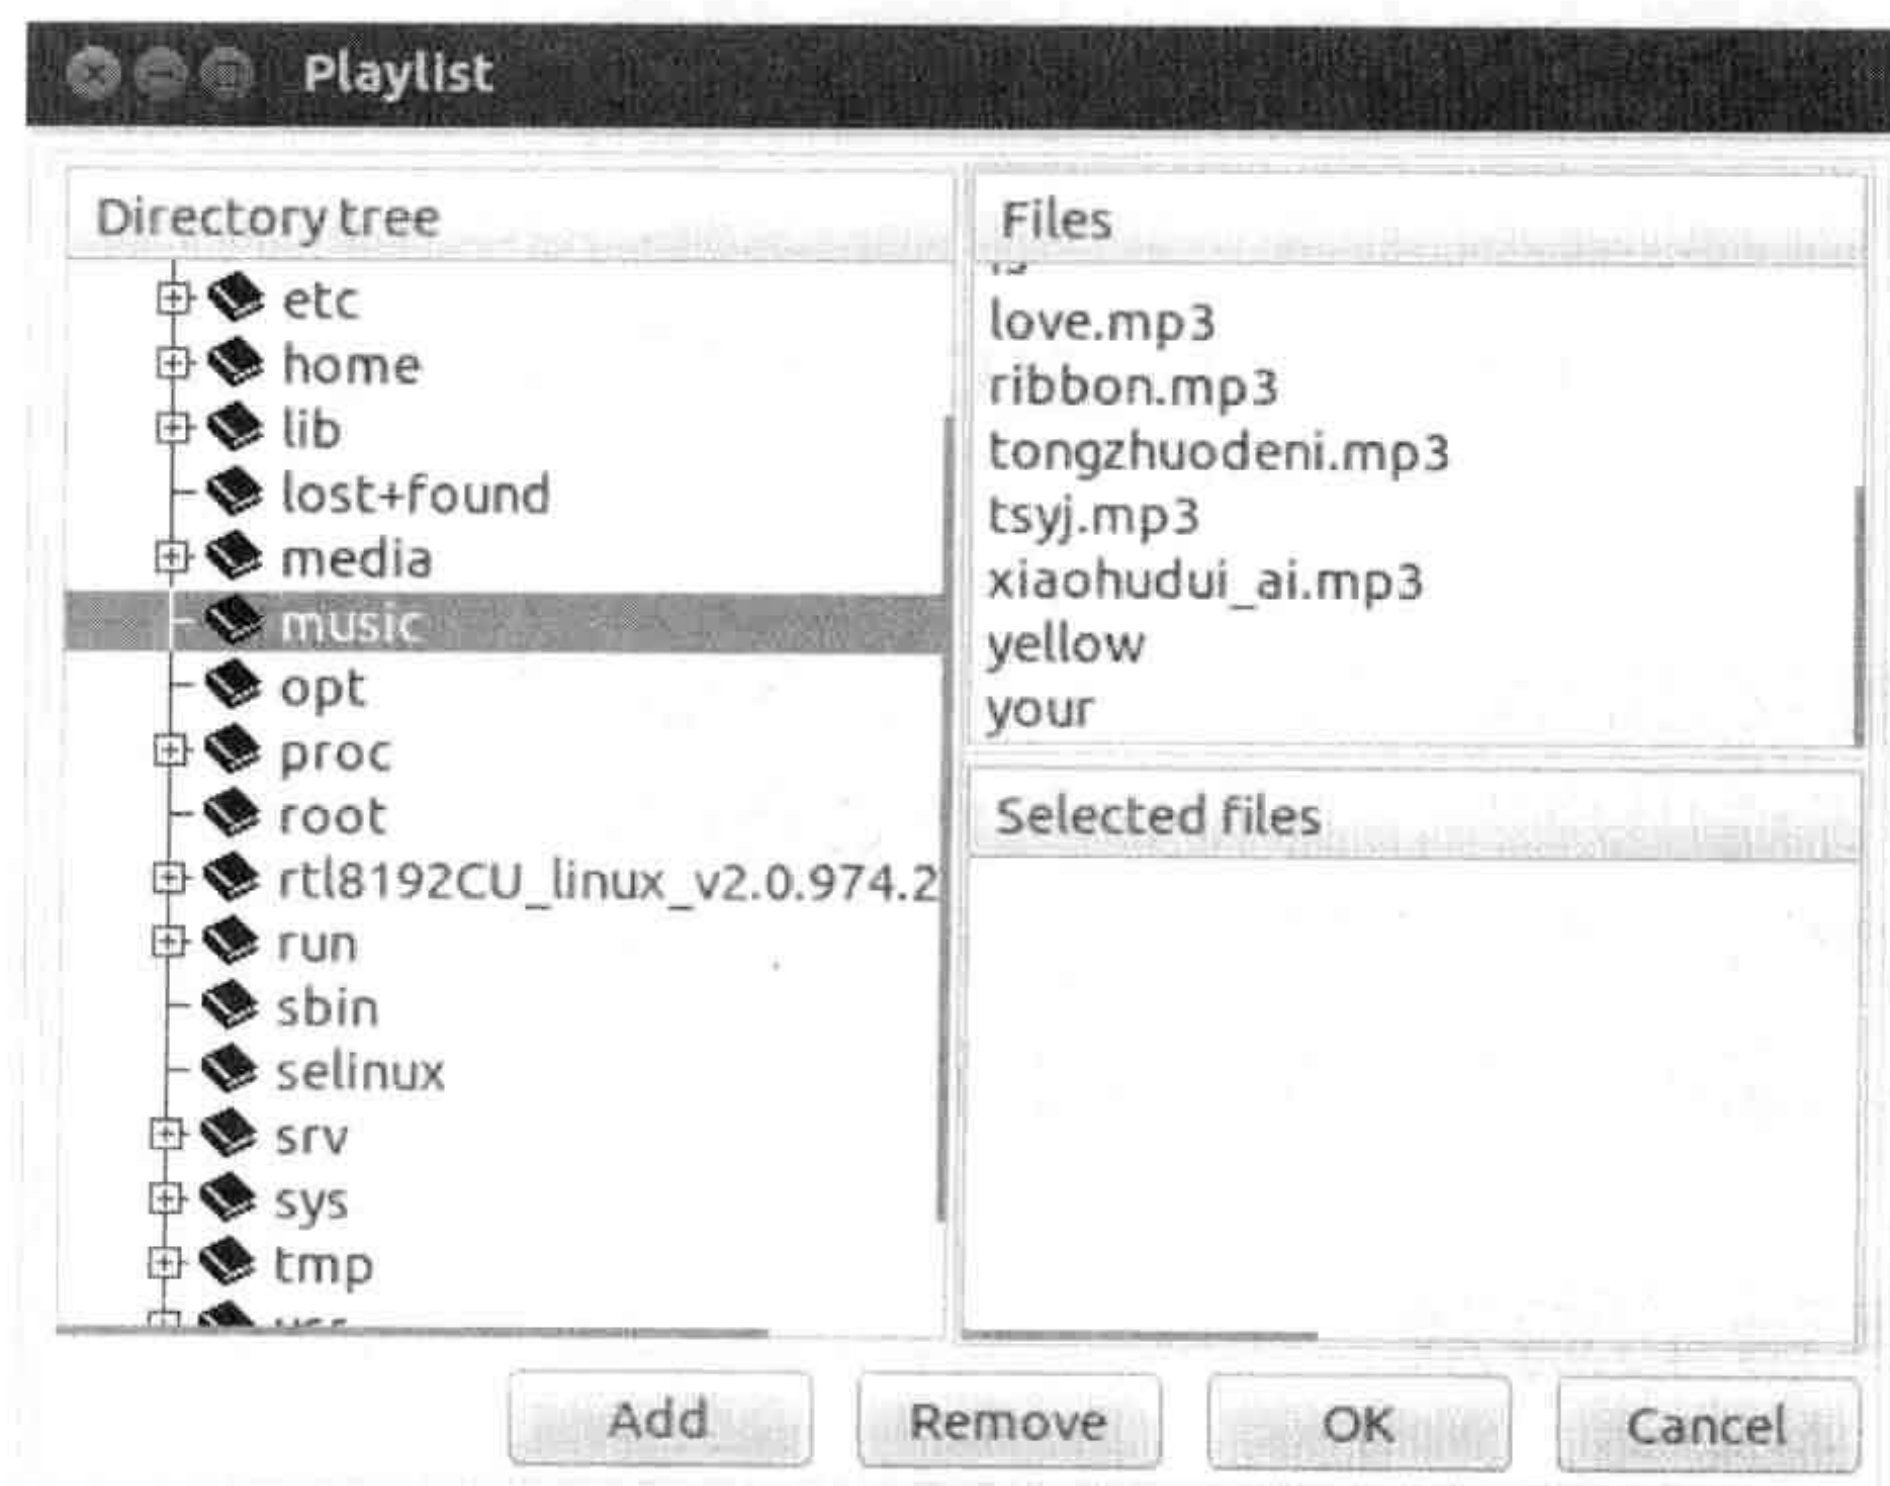 Playlist
Directory tree
etc
home
lib
lost+found
media
music
opt
proc
root
rtl8192CU_linux_v2.0.974.2
run
sbin
selinux
srv
sys
tmp
Files
love.mp3
ribbon.mp3
tongzhuodeni.mp3
tsyj.mp3
xiaohudui_ai.mp3
yellow
your
Selected files
Add
Remove
OK
Cancel